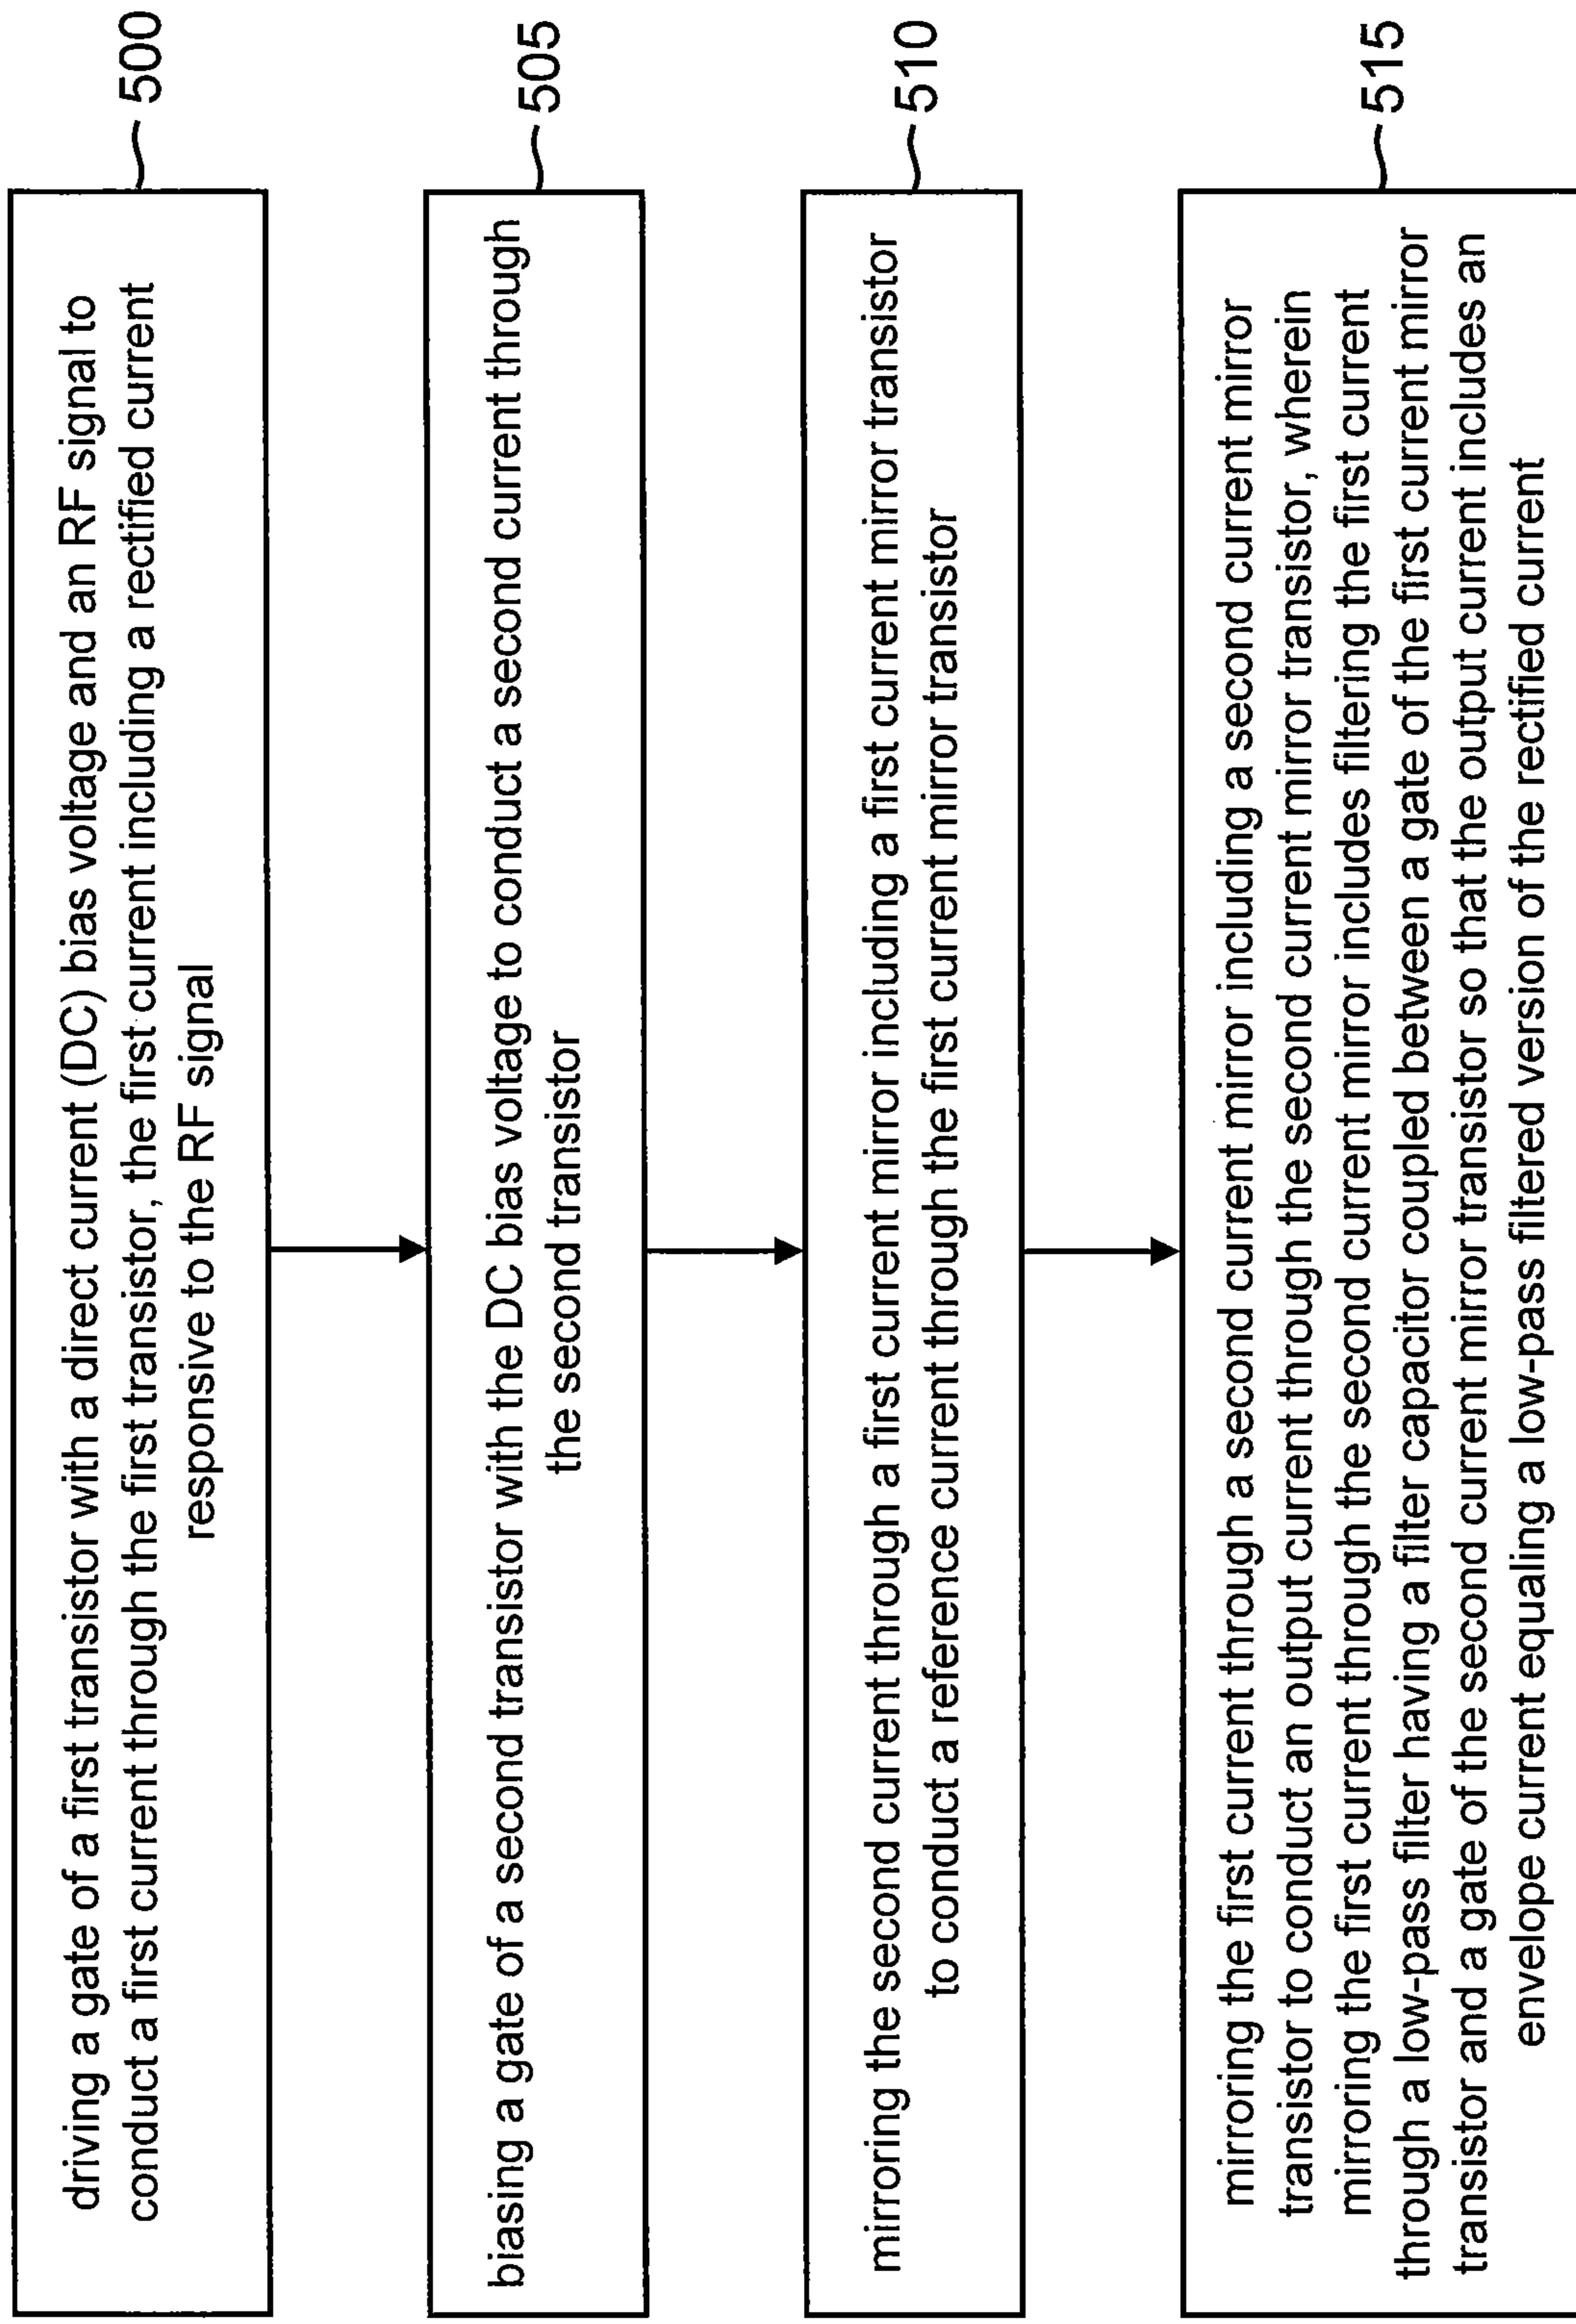 driving a gate of a first transistor with a direct current (DC) bias voltage and an RF signal to
conduct a first current through the first transistor, the first current including a rectified current
responsive to the RF signal
500
biasing a gate of a second transistor with the DC bias voltage to conduct a second current through
the second transistor
505
mirroring the second current through a first current mirror including a first current mirror transistor
to conduct a reference current through the first current mirror transistor
510
mirroring the first current through a second current mirror including a second current mirror
transistor to conduct an output current through the second current mirror transistor, wherein
mirroring the first current through the second current mirror includes filtering the first current
through a low-pass filter having a filter capacitor coupled between a gate of the first current mirror
transistor and a gate of the second current mirror transistor so that the output current includes an
envelope current equaling a low-pass filtered version of the rectified current
515